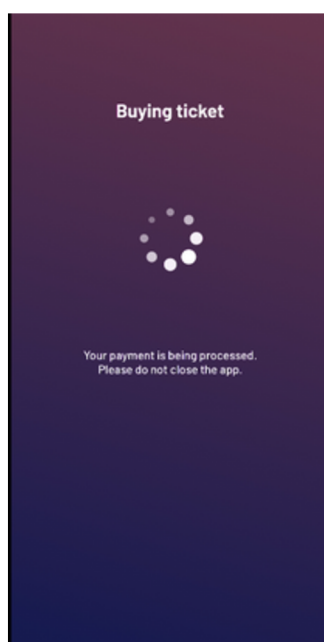 Buying ticket
Your payment is being processed.
Please do not close the app.